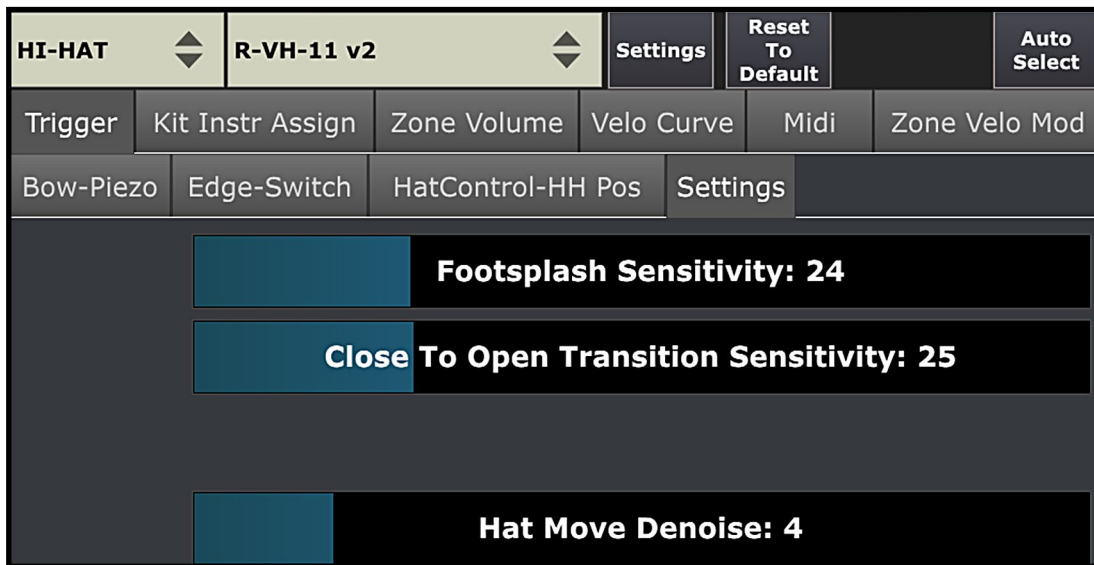 HI-HAT
R-VH-11 v2
Settings
Reset
To
Default
Auto
Select
Trigger
Kit Instr Assign
Zone Volume
Velo Curve
Midi
Zone Velo Mod
Bow-Piezo
Edge-Switch
HatControl-HH Pos
Settings
Footsplash Sensitivity: 24
Close To Open Transition Sensitivity: 25
Hat Move Denoise: 4